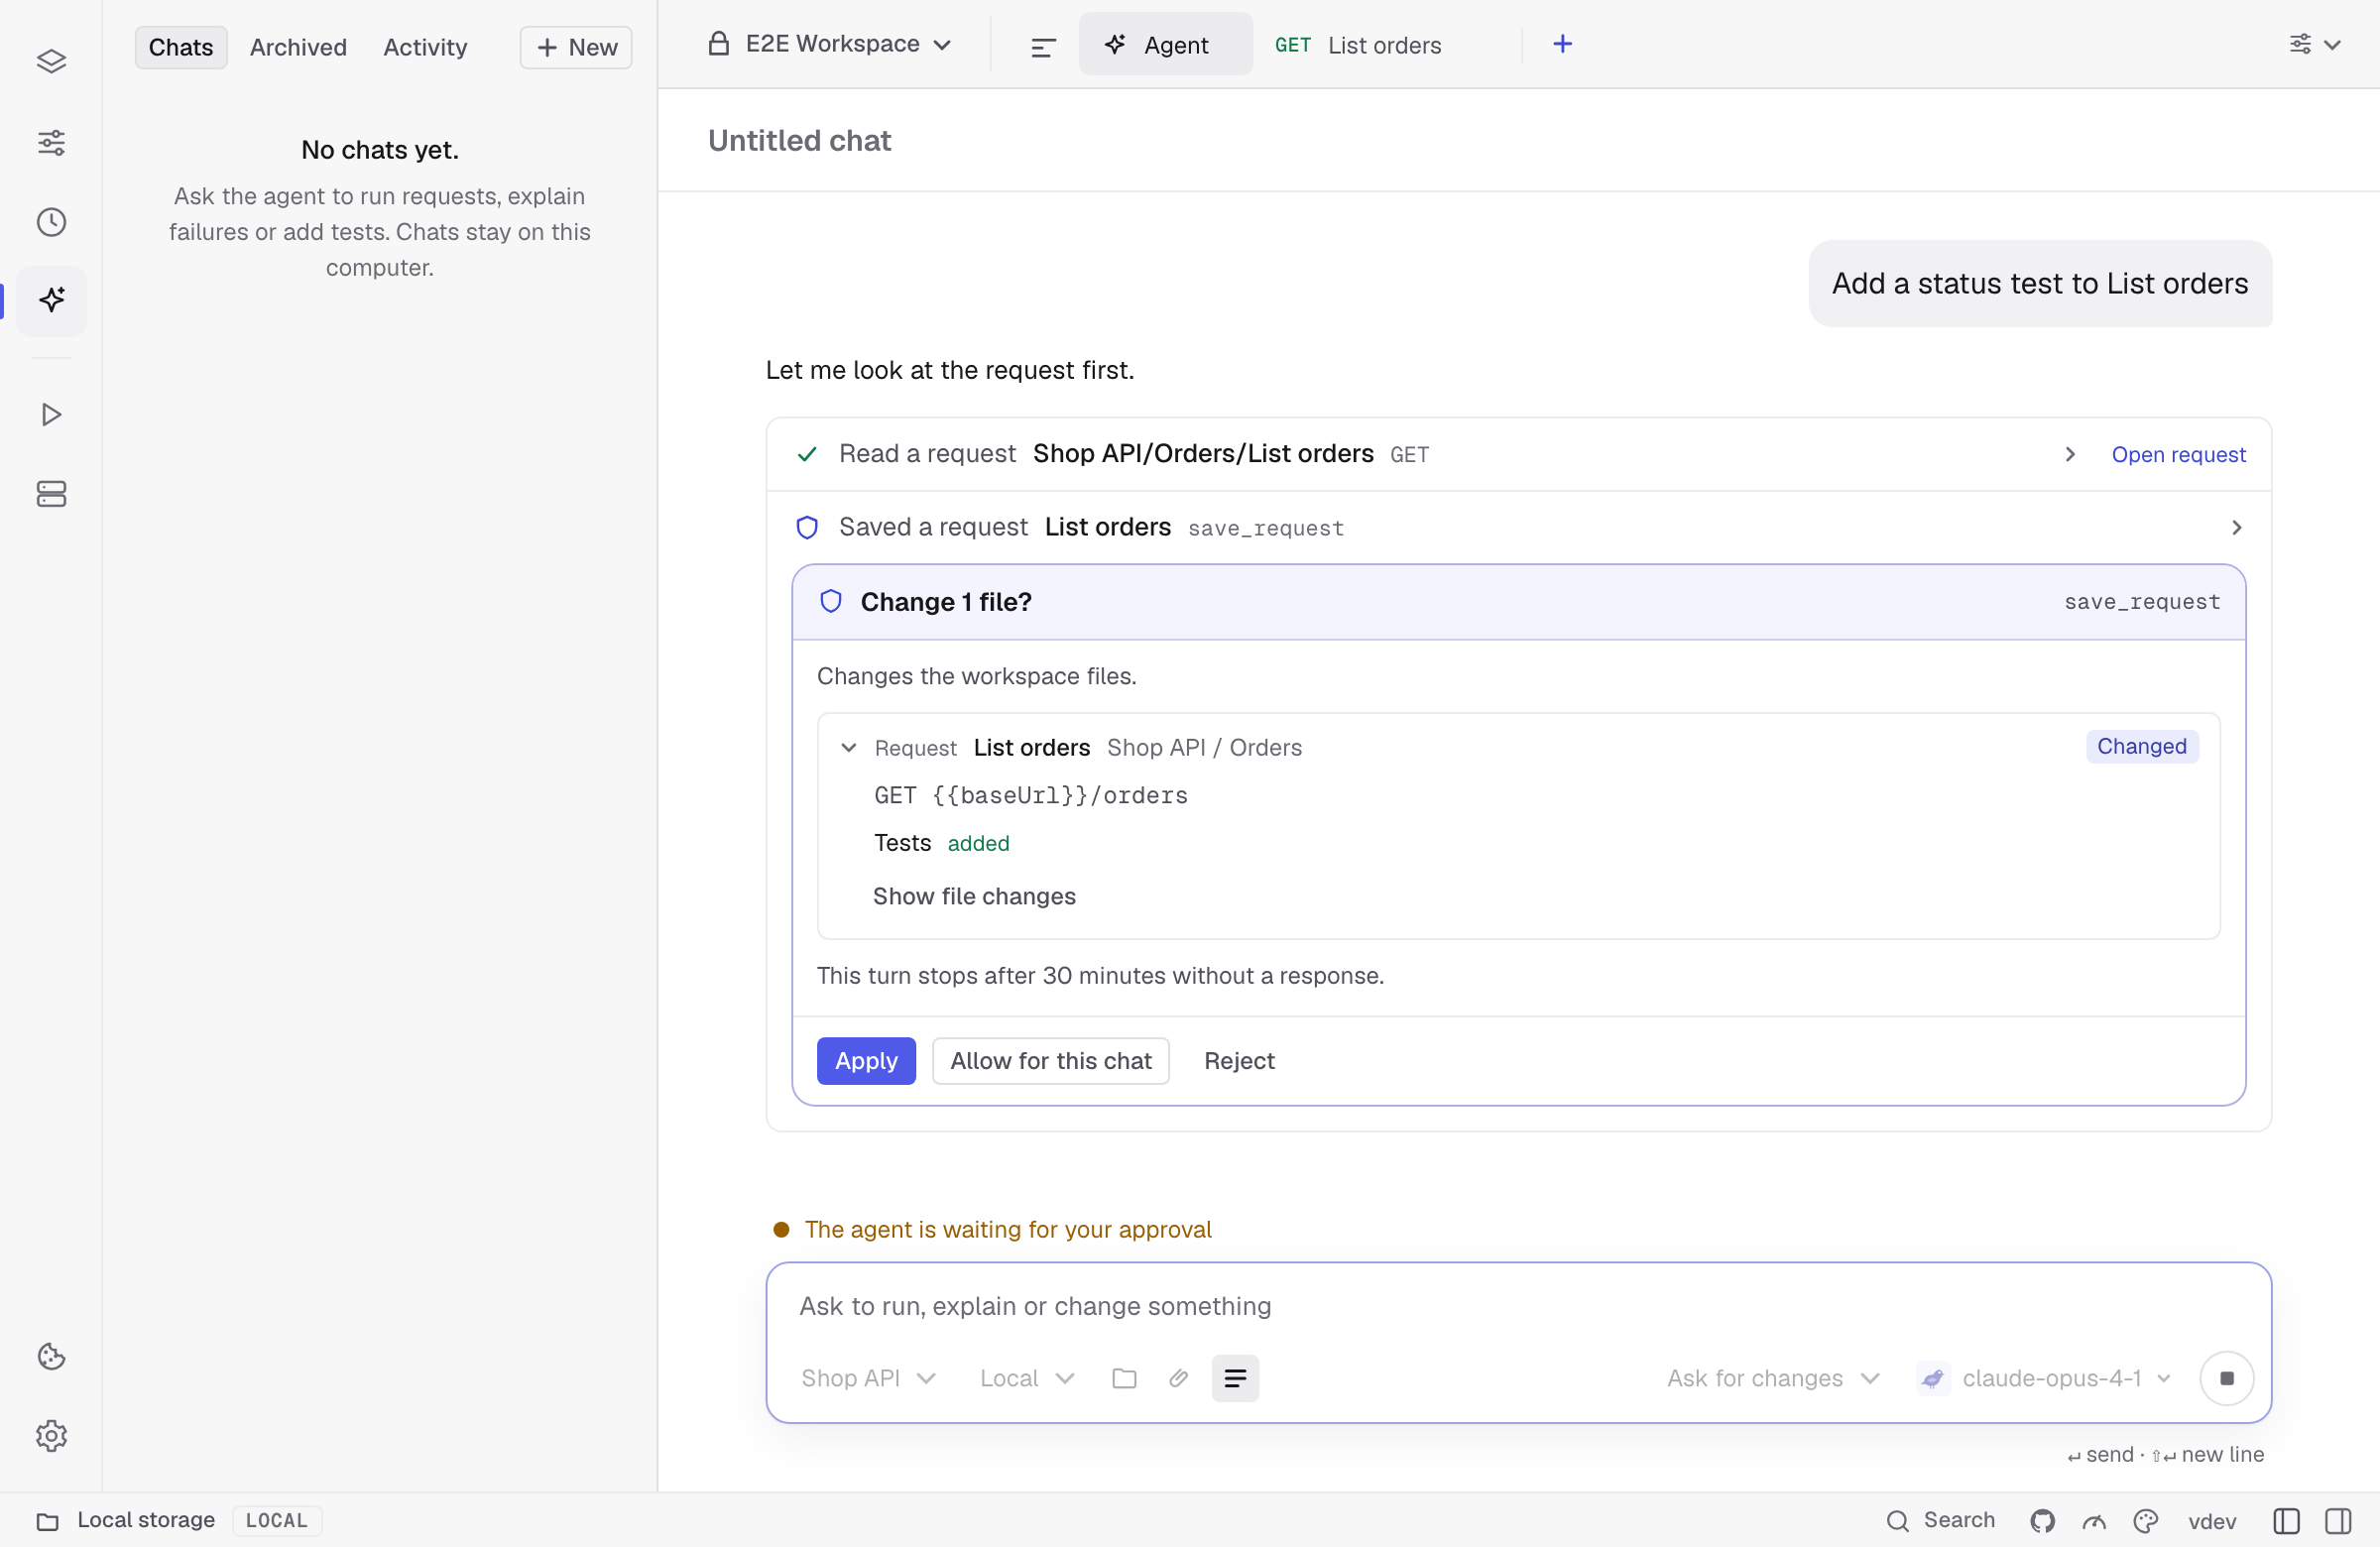 Chats Archived Activity + New
No chats yet.
Ask the agent to run requests, explain
failures or add tests. Chats stay on this
computer.
E2E Workspace
Agent
GET List orders
Untitled chat
Add a status test to List orders
Let me look at the request first.
Read a request Shop API/Orders/List orders GET Open request
Saved a request List orders save_request
Change 1 file? save_request
Changes the workspace files.
Request List orders Shop API / Orders Changed
GET {{baseUrl}}/orders
Tests added
Show file changes
This turn stops after 30 minutes without a response.
Apply Allow for this chat Reject
The agent is waiting for your approval
Ask to run, explain or change something
Shop API Local Ask for changes claude-opus-4-1
↵ send · ⇧↵ new line
Local storage LOCAL Search vdev